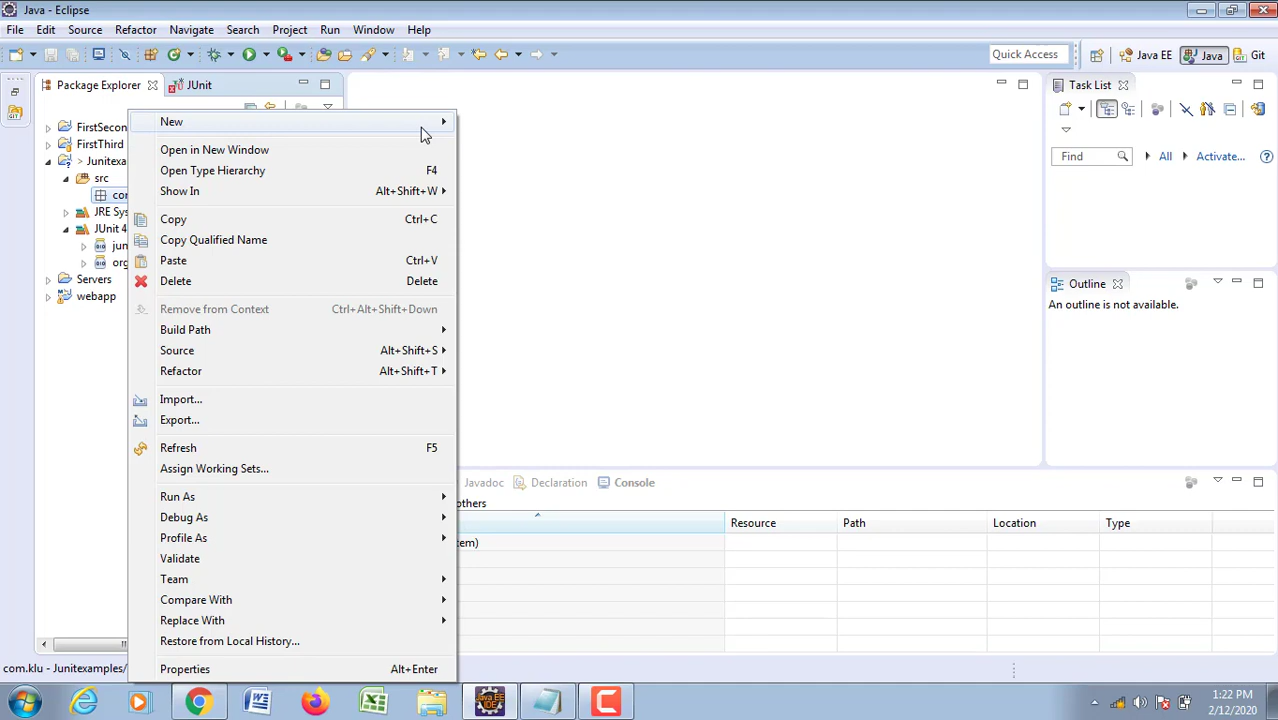 Java - Eclipse
File Edit Source Refactor Navigate Search Project Run Window Help
Quick Access
Java EE
Java
Git
Package Explorer
JUnit
FirstSecon
FirstThird
> Junitexa
src
cor
JRE Sys
JUnit 4
jun
org
Servers
webapp
New
Open in New Window
Open Type Hierarchy F4
Show In Alt+Shift+W
Copy Ctrl+C
Copy Qualified Name
Paste Ctrl+V
Delete Delete
Remove from Context Ctrl+Alt+Shift+Down
Build Path
Source Alt+Shift+S
Refactor Alt+Shift+T
Import...
Export...
Refresh F5
Assign Working Sets...
Run As
Debug As
Profile As
Validate
Team
Compare With
Replace With
Restore from Local History...
Properties Alt+Enter
Task List
Find
All
Activate...
Outline
An outline is not available.
Javadoc
Declaration
Console
others
Resource Path Location Type
tem)
com.klu - Junitexamples/
1:22 PM
2/12/2020